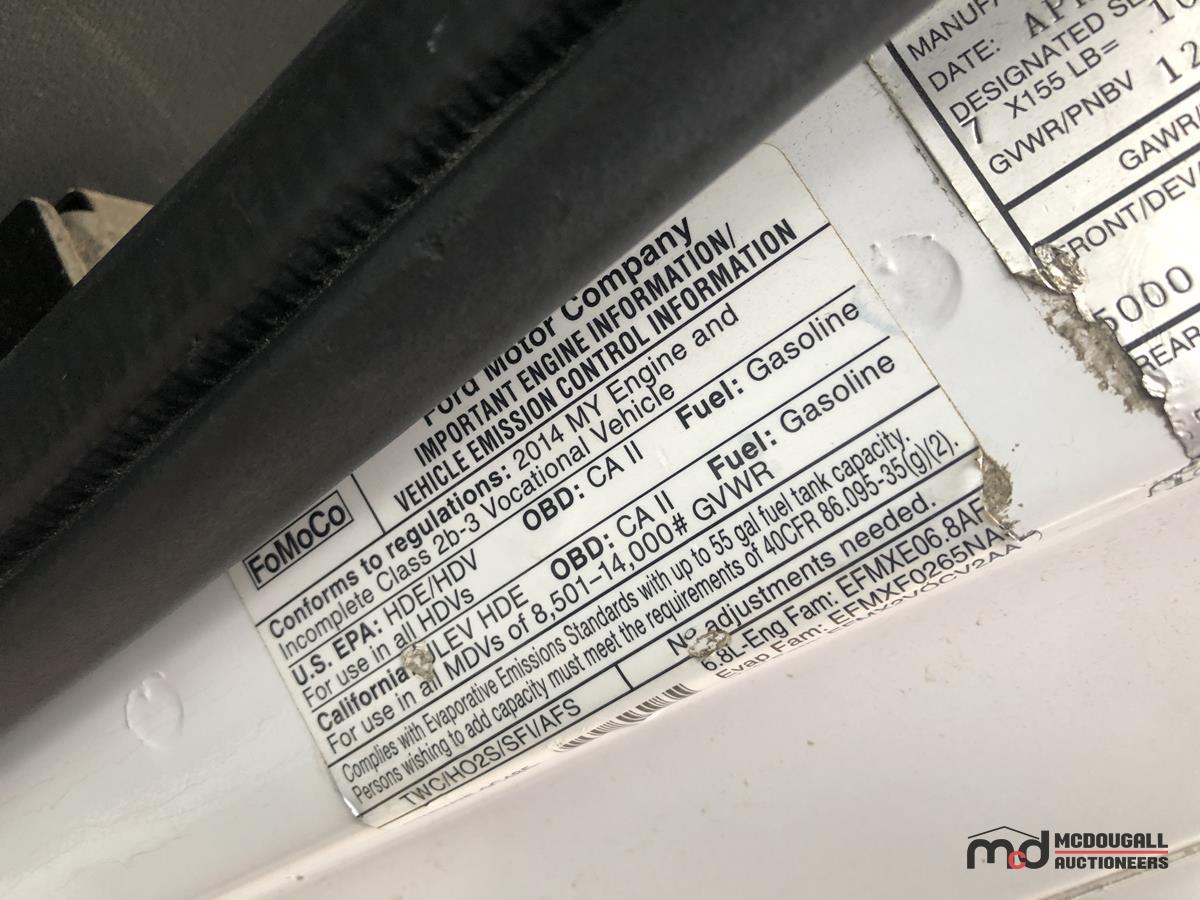 Ford Motor Company
IMPORTANT ENGINE INFORMATION/
VEHICLE EMISSION CONTROL INFORMATION
FoMoCo
Conforms to regulations: 2014 MY Engine and
Incomplete Class 2b-3 Vocational Vehicle
U.S. EPA: HDE/HDV OBD: CA II Fuel: Gasoline
For use in all HDVs
California: ULEV HDE OBD: CA II Fuel: Gasoline
For use in all MDVs of 8,501–14,000# GVWR
Complies with Evaporative Emissions Standards with up to 55 gal fuel tank capacity.
Persons wishing to add capacity must meet the requirements of 40CFR 86.095-35(g)(2).
TWC/HO2S/SFI/AFS
No adjustments needed.
6.8L-Eng Fam: EFMXE06.8AF
Evap Fam: EFMXF0265NA
MANUFA
DATE: AP
DESIGNATED SE
7 X155 LB= 10
GVWR/PNBV 12
GAWR/
FRONT/DEV/
5000
REAR
mcd MCDOUGALL
AUCTIONEERS